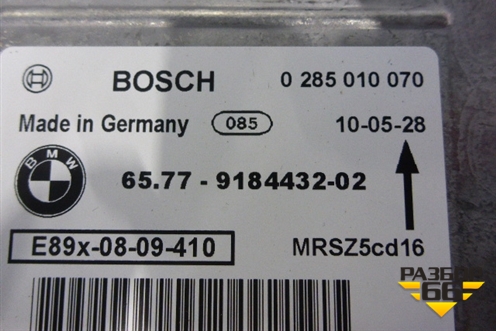 BOSCH 0 285 010 070
Made in Germany 085 10-05-28
BMW
65.77 - 9184432-02
E89x-08-09-410 MRSZ5cd16
РАЗБ
66